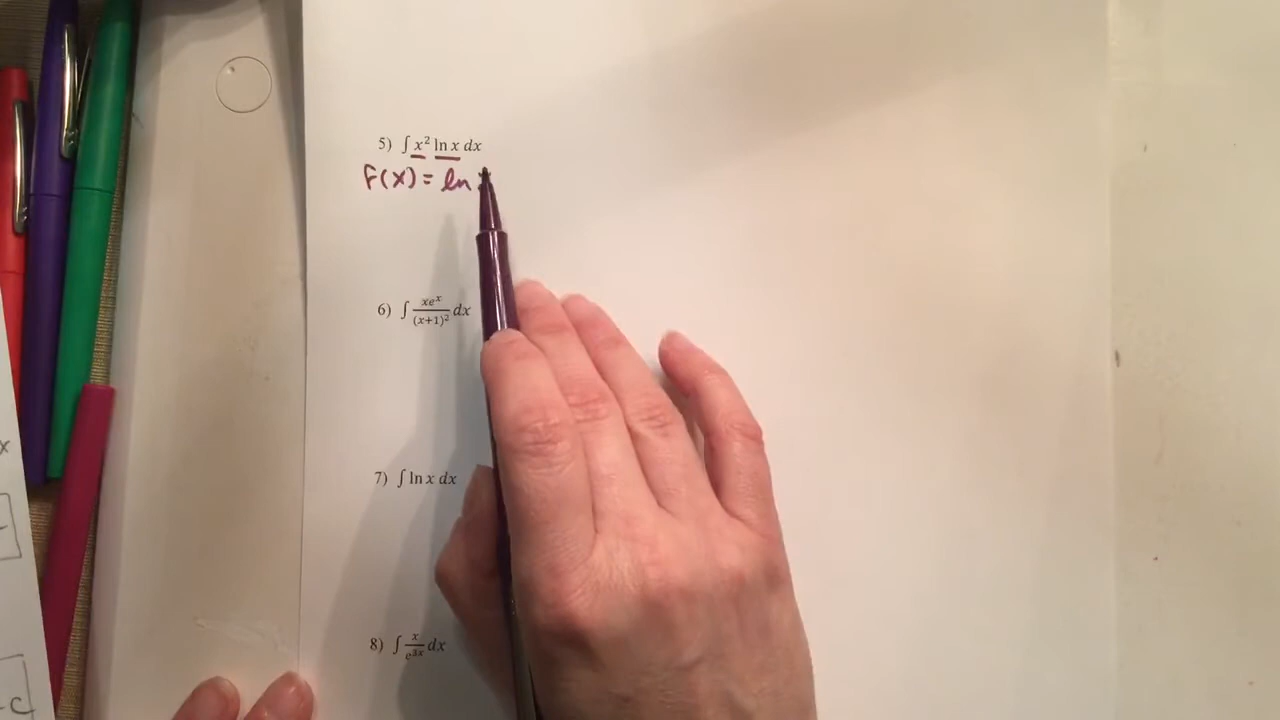 5) ∫ x² ln x dx
f(x) = ln
6) ∫ xeˣ/(x+1)² dx
7) ∫ ln x dx
8) ∫ x/e³ˣ dx
x
C